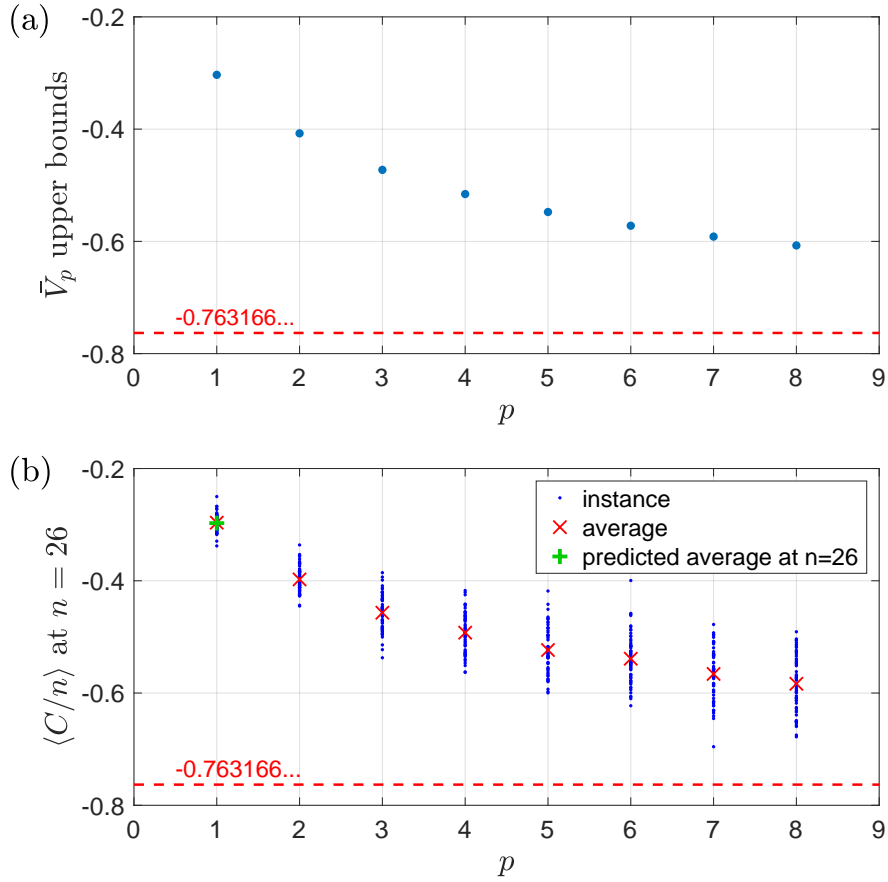 (a)
-0.2
-0.4
-0.6
-0.8
$\bar{V}_p$ upper bounds
-0.763166...
0 1 2 3 4 5 6 7 8 9
p
(b)
-0.2
-0.4
-0.6
-0.8
⟨C/n⟩ at n = 26
instance
average
predicted average at n=26
-0.763166...
0 1 2 3 4 5 6 7 8 9
p